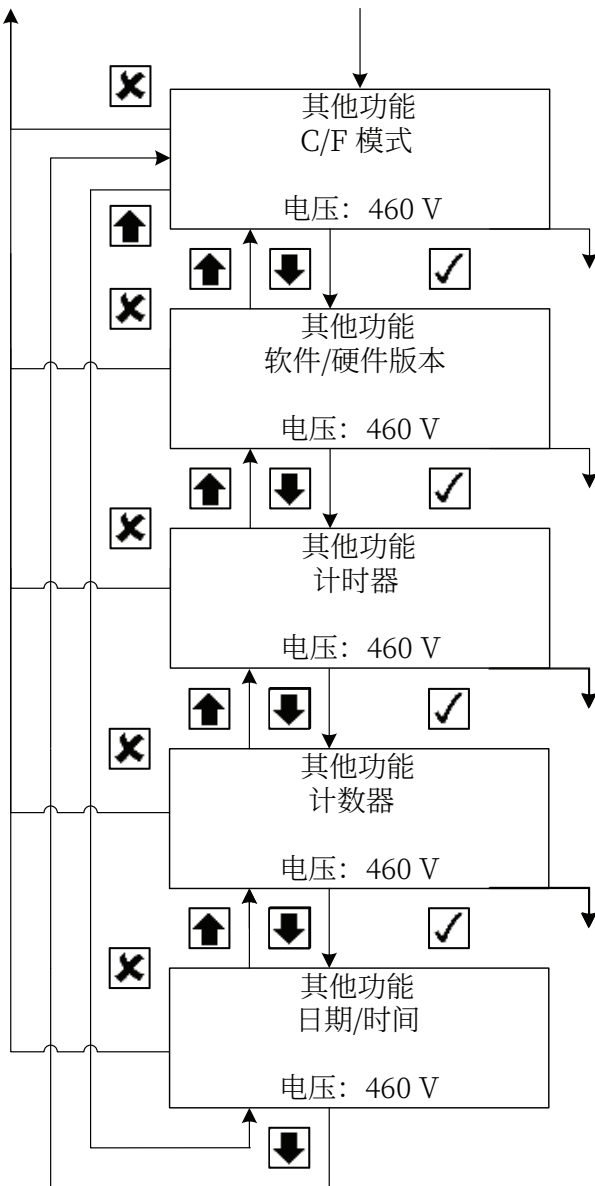 其他功能
C/F 模式
电压：460 V
其他功能
软件/硬件版本
电压：460 V
其他功能
计时器
电压：460 V
其他功能
计数器
电压：460 V
其他功能
日期/时间
电压：460 V